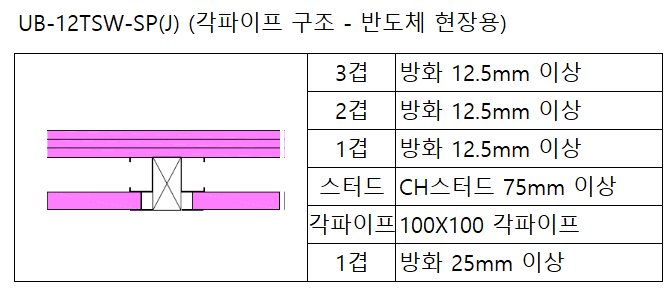 UB-12TSW-SP(J) (각파이프 구조 - 반도체 현장용)
3겹 방화 12.5mm 이상
2겹 방화 12.5mm 이상
1겹 방화 12.5mm 이상
스터드 CH스터드 75mm 이상
각파이프 100X100 각파이프
1겹 방화 25mm 이상